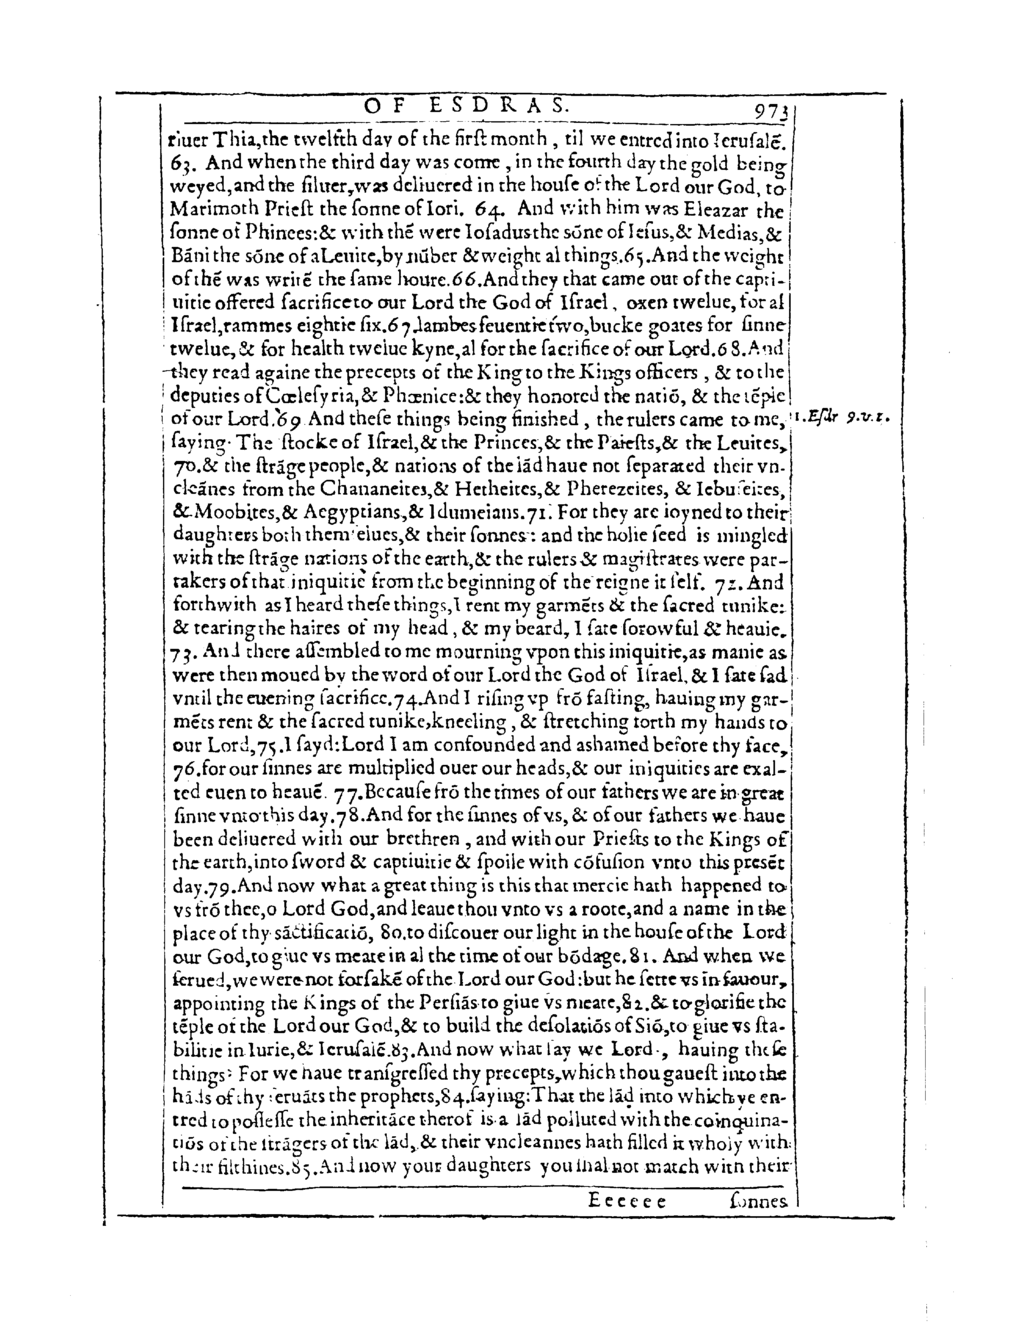 OF ESDRAS. 973
riuer Thia,the twelfth day of the firſt month , til we entred into Ieruſalẽ.
63. And when the third day was come , in the fourth day the gold being
weyed,and the ſiluer,was deliuered in the houſe of the Lord our God, to
Marimoth Prieſt the ſonne of Iori. 64. And with him was Eleazar the
ſonne of Phinees:& with thẽ were Ioſadus the sõne of Ieſus,& Medias,&
Bãni the sõne of a Leuite,by nũber & weight al things.65.And the weight
of thẽ was writẽ the ſame houre.66.And they that came out of the capti-
uitie offered ſacrifice to our Lord the God of Iſrael , oxen twelue, for al
Iſrael,rammes eightie ſix.67.lambes ſeuentie two,bucke goates for ſinne
twelue, & for health twelue kyne,al for the ſacrifice of our Lord.68.And
they read againe the precepts of the King to the Kings officers , & to the
deputies of Cœleſyria,& Phœnice:& they honored the natiõ, & the tẽple
of our Lord.69 And theſe things being finished , the rulers came to me, 1.Eſdr 9.v.1.
ſaying: The ſtocke of Iſrael,& the Princes,& the Prieſts,& the Leuites,
70.& the ſtrãge people,& nations of the lãd haue not ſeparated their vn-
cleãnes from the Chananeites,& Hetheites,& Pherezeites, & Iebuſeites,
& Moobites,& Aegyptians,& Idumeians.71. For they are ioyned to their
daughters both themſelues,& their ſonnes: and the holie ſeed is mingled
with the ſtrãge nations of the earth,& the rulers & magiſtrates were par-
takers of that iniquitie from the beginning of the reigne it ſelf. 72. And
forthwith as I heard theſe things,I rent my garmẽts & the ſacred tunike:
& tearing the haires of my head , & my beard, I ſate ſorowful & heauie.
73. And there aſſembled to me mourning vpon this iniquitie,as manie as
were then moued by the word of our Lord the God of Iſrael, & I ſate ſad
vntil the euening ſacrifice.74.And I riſing vp frõ faſting, hauing my gar-
mẽts rent & the ſacred tunike,kneeling , & ſtretching forth my hands to
our Lord,75.I ſayd:Lord I am confounded and ashamed before thy face,
76.for our ſinnes are multiplied ouer our heads,& our iniquities are exal-
ted euen to heauẽ. 77.Becauſe frõ the times of our fathers we are in great
ſinne vnto this day.78.And for the ſinnes of vs, & of our fathers we haue
been deliuered with our brethren , and with our Prieſts to the Kings of
the earth,into ſword & captiuitie & ſpoile with cõfuſion vnto this preſẽt
day.79.And now what a great thing is this that mercie hath happened to
vs frõ thee,o Lord God,and leaue thou vnto vs a roote,and a name in the
place of thy sãctificatiõ, 80.to diſcouer our light in the houſe of the Lord
our God,to giue vs meate in al the time of our bõdage.81. And when we
ſerued,we were not forſakẽ of the Lord our God:but he ſette vs in fauour,
appointing the Kings of the Perſiãs to giue vs meate,82.& to glorifie the
tẽple of the Lord our God,& to build the deſolatiõs of Siõ,to giue vs ſta-
bilitie in Iurie,& Ieruſalẽ.83.And now what ſay we Lord , hauing theſe
things? For we haue tranſgreſſed thy precepts,which thou gaueſt into the
hãds of thy ſeruãts the prophets,84.ſaying:That the lãd into which ye en-
tred to poſſeſſe the inheritãce therof is a lãd polluted with the coinquina-
tiõs of the ſtrãgers of the lãd, & their vncleannes hath filled it wholy with
their filthines.85.And now your daughters you shal not match with their
Eeeeee ſonnes